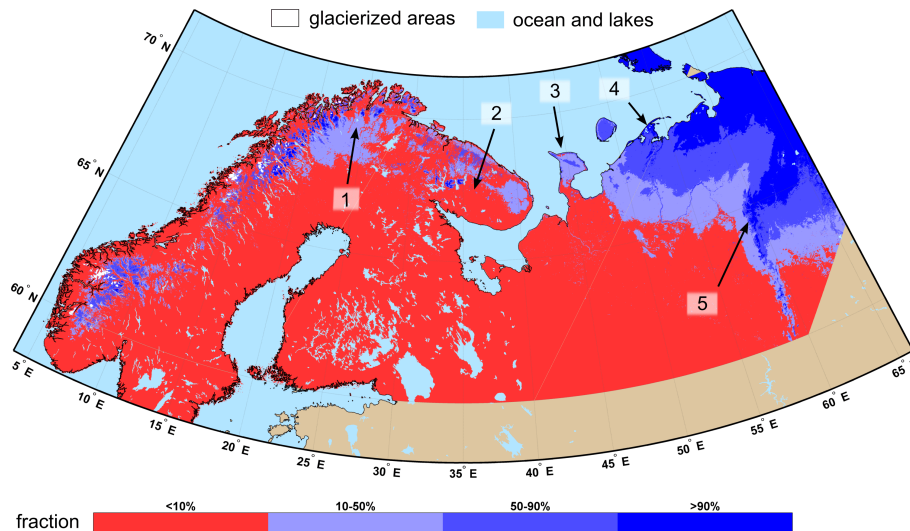 glacierized areas
ocean and lakes
70° N
65° N
60° N
1
2
3
4
5
5° E
10° E
15° E
20° E
25° E
30° E
35° E
40° E
45° E
50° E
55° E
60° E
65° E
fraction
<10%
10-50%
50-90%
>90%